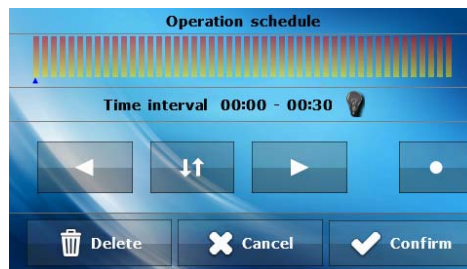 Operation schedule
Time interval 00:00 - 00:30
Delete Cancel Confirm